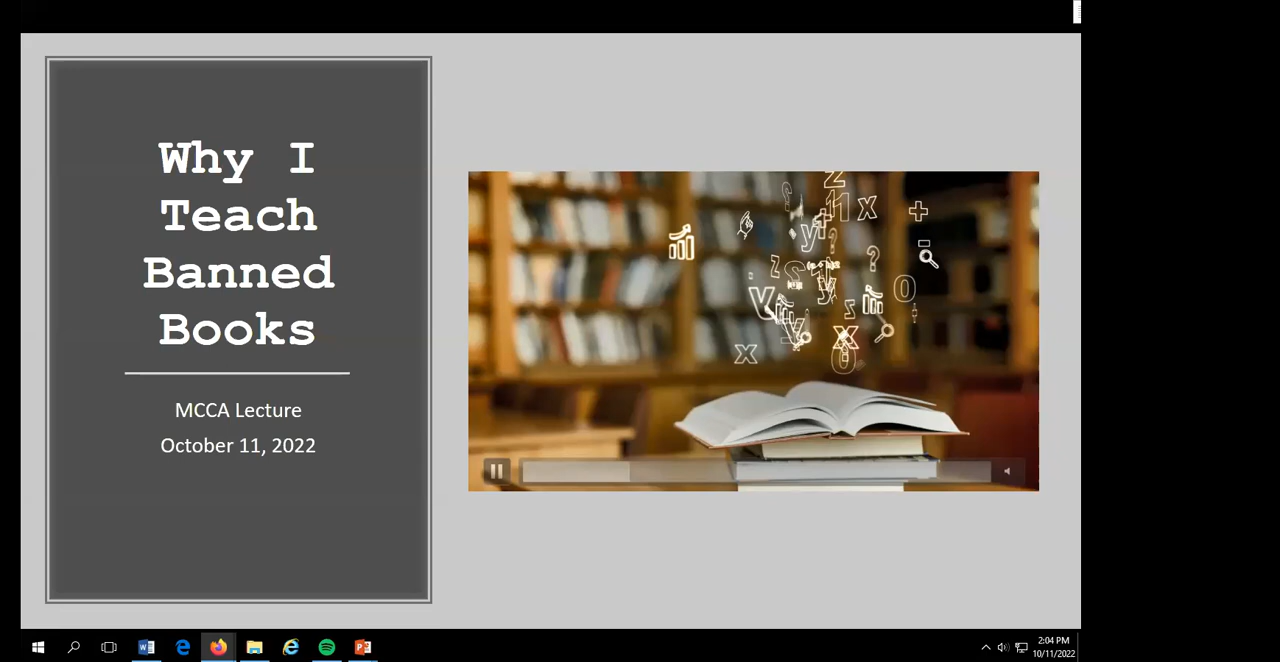 Why I
Teach
Banned
Books
MCCA Lecture
October 11, 2022
2:04 PM
10/11/2022